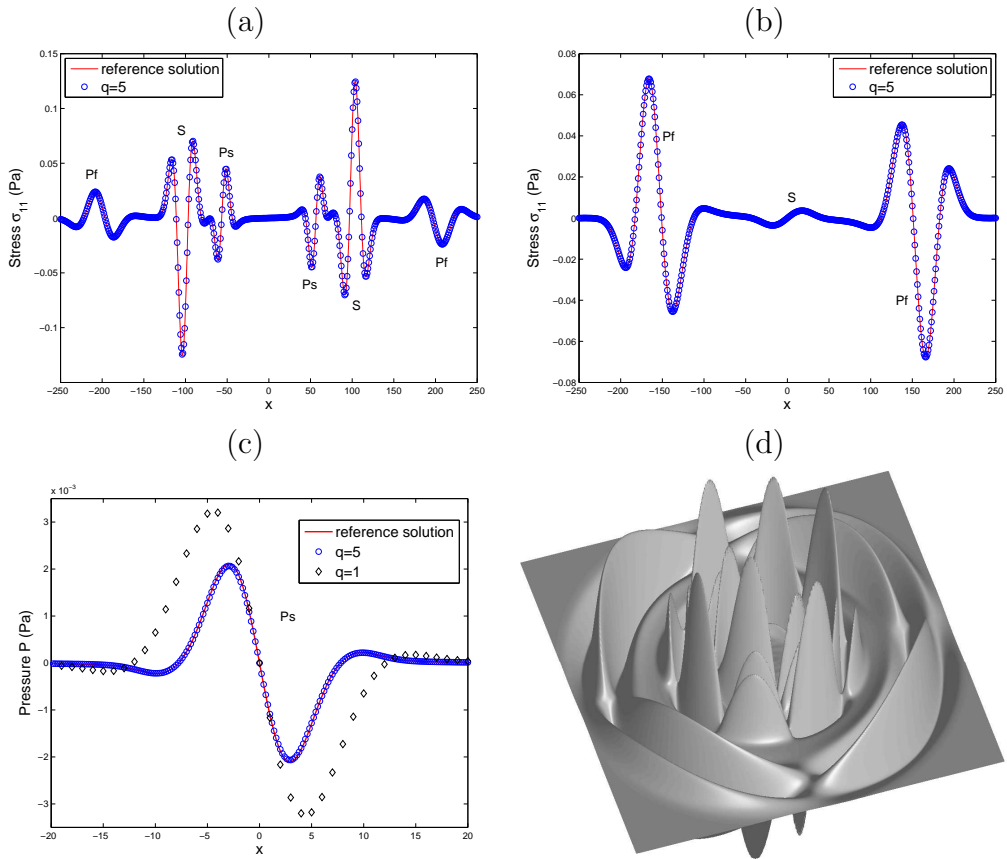 (a)
0.15
0.1
0.05
0
−0.05
−0.1
−250 −200 −150 −100 −50 0 50 100 150 200 250
Stress σ11 (Pa)
x
reference solution
q=5
Pf
S
Ps
Ps
S
Pf
(b)
0.08
0.06
0.04
0.02
0
−0.02
−0.04
−0.06
−0.08
−250 −200 −150 −100 −50 0 50 100 150 200 250
Stress σ11 (Pa)
x
reference solution
q=5
Pf
S
Pf
(c)
x 10−3
3
2
1
0
−1
−2
−3
−20 −15 −10 −5 0 5 10 15 20
Pressure P (Pa)
x
reference solution
q=5
q=1
Ps
(d)